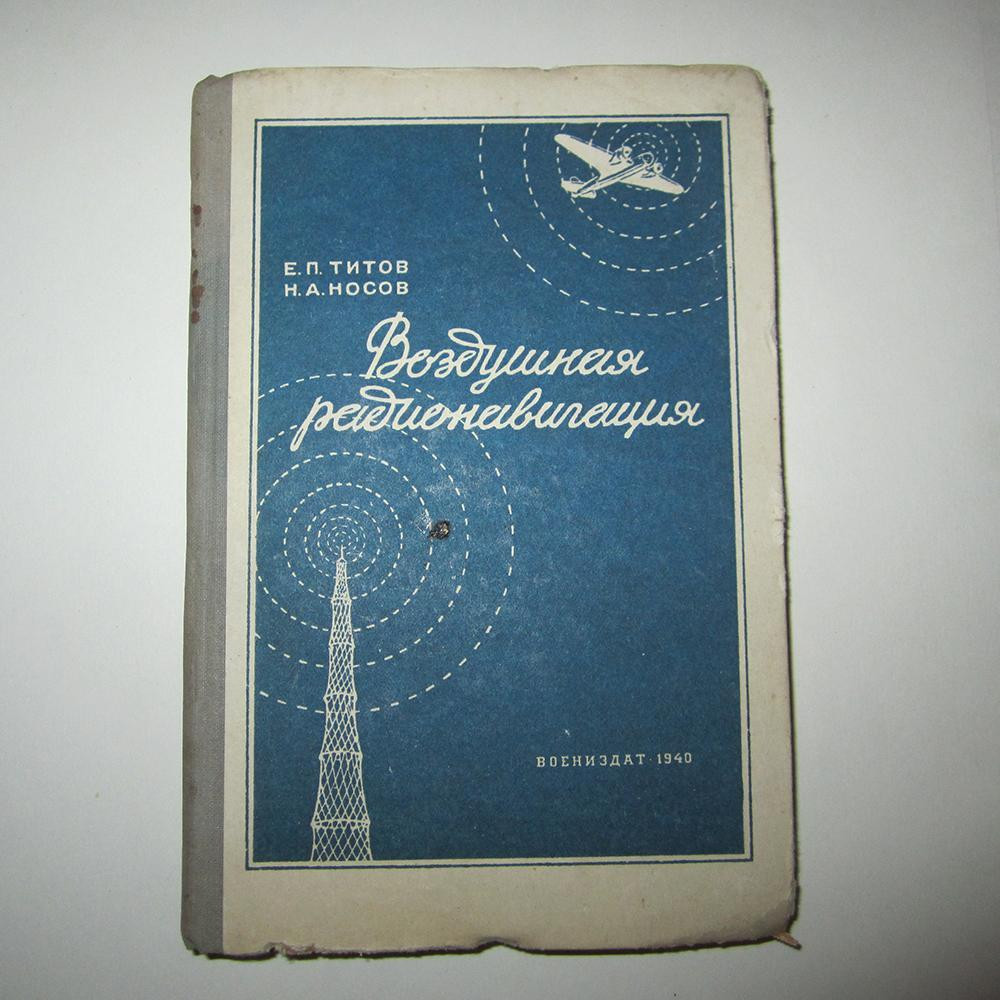 Е. П. ТИТОВ
Н. А. НОСОВ
Воздушная
радионавигация
ВОЕНИЗДАТ · 1940